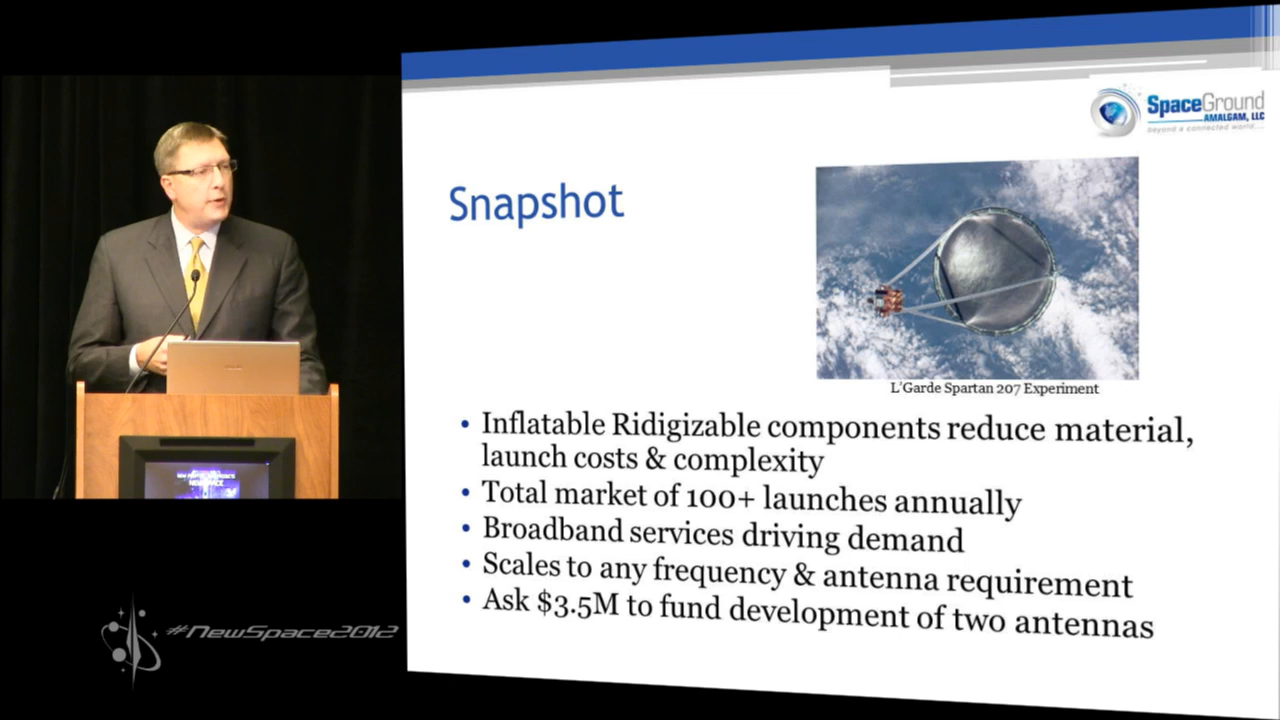 SpaceGround
AMALGAM, LLC
beyond a connected world....
Snapshot
L'Garde Spartan 207 Experiment
• Inflatable Ridigizable components reduce material,
launch costs & complexity
• Total market of 100+ launches annually
• Broadband services driving demand
• Scales to any frequency & antenna requirement
• Ask $3.5M to fund development of two antennas
#NewSpace2012